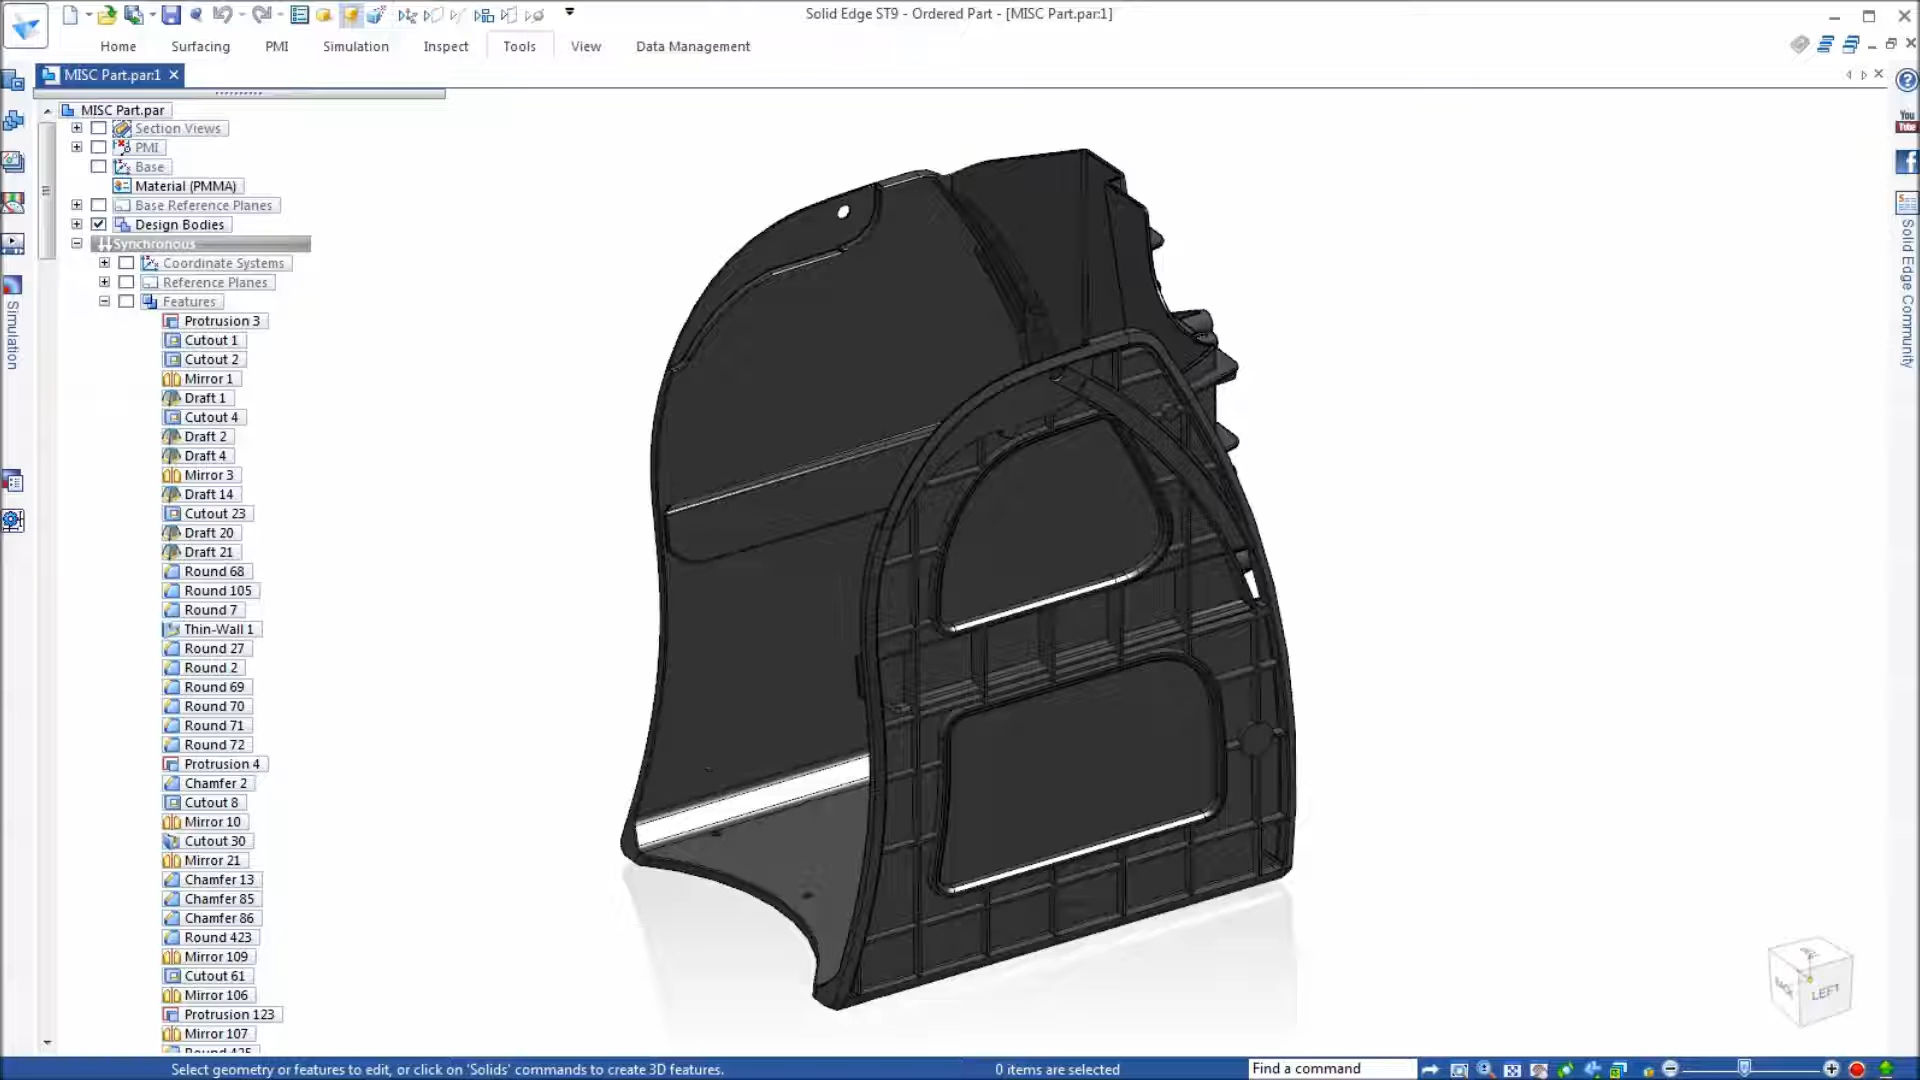 Solid Edge ST9 - Ordered Part - [MISC Part.par:1]
Home
Surfacing
PMI
Simulation
Inspect
Tools
View
Data Management
MISC Part.par:1
MISC Part.par
Section Views
PMI
Base
Material (PMMA)
Base Reference Planes
Design Bodies
Synchronous
Coordinate Systems
Reference Planes
Features
Protrusion 3
Cutout 1
Cutout 2
Mirror 1
Draft 1
Cutout 4
Draft 2
Draft 4
Mirror 3
Draft 14
Cutout 23
Draft 20
Draft 21
Round 68
Round 105
Round 7
Thin-Wall 1
Round 27
Round 2
Round 69
Round 70
Round 71
Round 72
Protrusion 4
Chamfer 2
Cutout 8
Mirror 10
Cutout 30
Mirror 21
Chamfer 13
Chamfer 85
Chamfer 86
Round 423
Mirror 109
Cutout 61
Mirror 106
Protrusion 123
Mirror 107
Round 425
Simulation
You
Tube
Solid Edge Community
BACK
LEFT
Select geometry or features to edit, or click on 'Solids' commands to create 3D features.
0 items are selected
Find a command